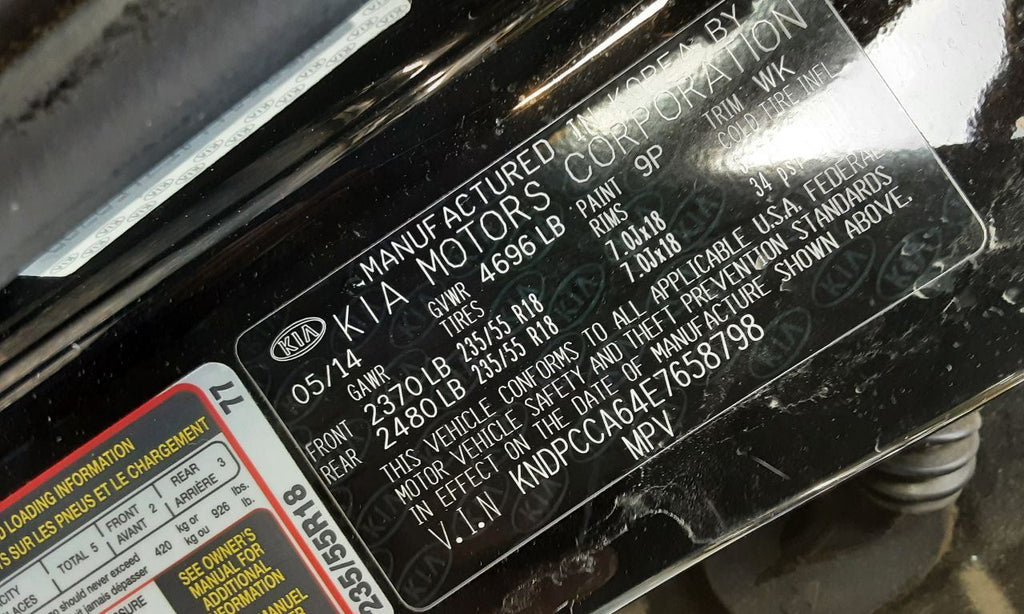 MANUFACTURED IN KOREA BY
KIA KIA MOTORS CORPORATION
05/14 GVWR 4696 LB PAINT 9P TRIM WK
GAWR TIRES RIMS COLD TIRE INFL
FRONT 2370 LB 235/55 R18 7.0Jx18 34 psi
REAR 2480 LB 235/55 R18 7.0Jx18
THIS VEHICLE CONFORMS TO ALL APPLICABLE U.S.A. FEDERAL
MOTOR VEHICLE SAFETY AND THEFT PREVENTION STANDARDS
IN EFFECT ON THE DATE OF MANUFACTURE SHOWN ABOVE.
V.I.N KNDPCCA64E7658798
MPV
77
LOADING INFORMATION
SUR LES PNEUS ET LE CHARGEMENT
TOTAL 5 FRONT 2 REAR 3
AVANT ARRIÈRE
should never exceed 420 kg or 926 lbs.
jamais dépasser kg ou lb.
235/55R18
SEE OWNER'S
MANUAL FOR
ADDITIONAL
INFORMATION